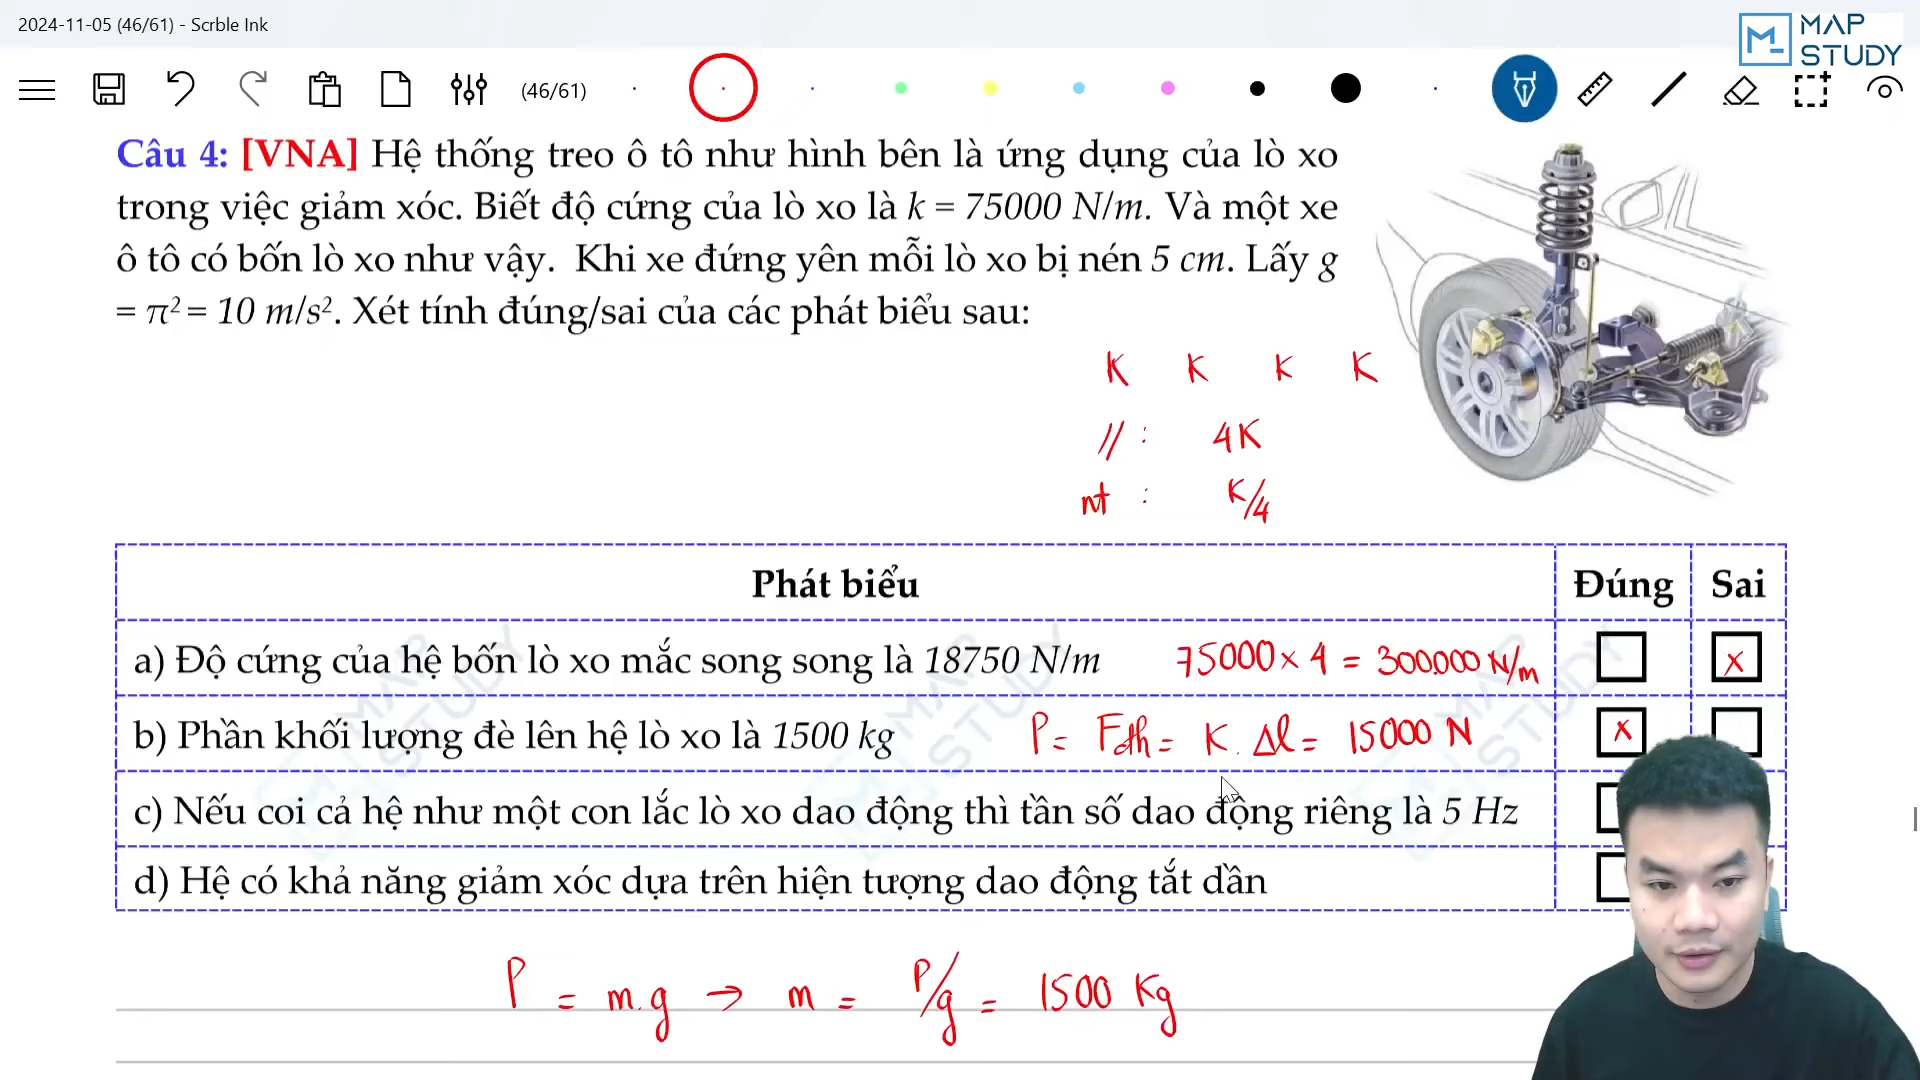 2024-11-05 (46/61) - Scrble Ink
MAP
STUDY
(46/61)
Câu 4: [VNA] Hệ thống treo ô tô như hình bên là ứng dụng của lò xo
trong việc giảm xóc. Biết độ cứng của lò xo là k = 75000 N/m. Và một xe
ô tô có bốn lò xo như vậy. Khi xe đứng yên mỗi lò xo bị nén 5 cm. Lấy g
= π² = 10 m/s². Xét tính đúng/sai của các phát biểu sau:
K K K K
// : 4K
nt : K/4
Phát biểu Đúng Sai
a) Độ cứng của hệ bốn lò xo mắc song song là 18750 N/m 75000 × 4 = 300.000 N/m x
b) Phần khối lượng đè lên hệ lò xo là 1500 kg P = Fđh = K. Δl = 15000 N x
c) Nếu coi cả hệ như một con lắc lò xo dao động thì tần số dao động riêng là 5 Hz
d) Hệ có khả năng giảm xóc dựa trên hiện tượng dao động tắt dần
P = m.g → m = P/g = 1500 Kg